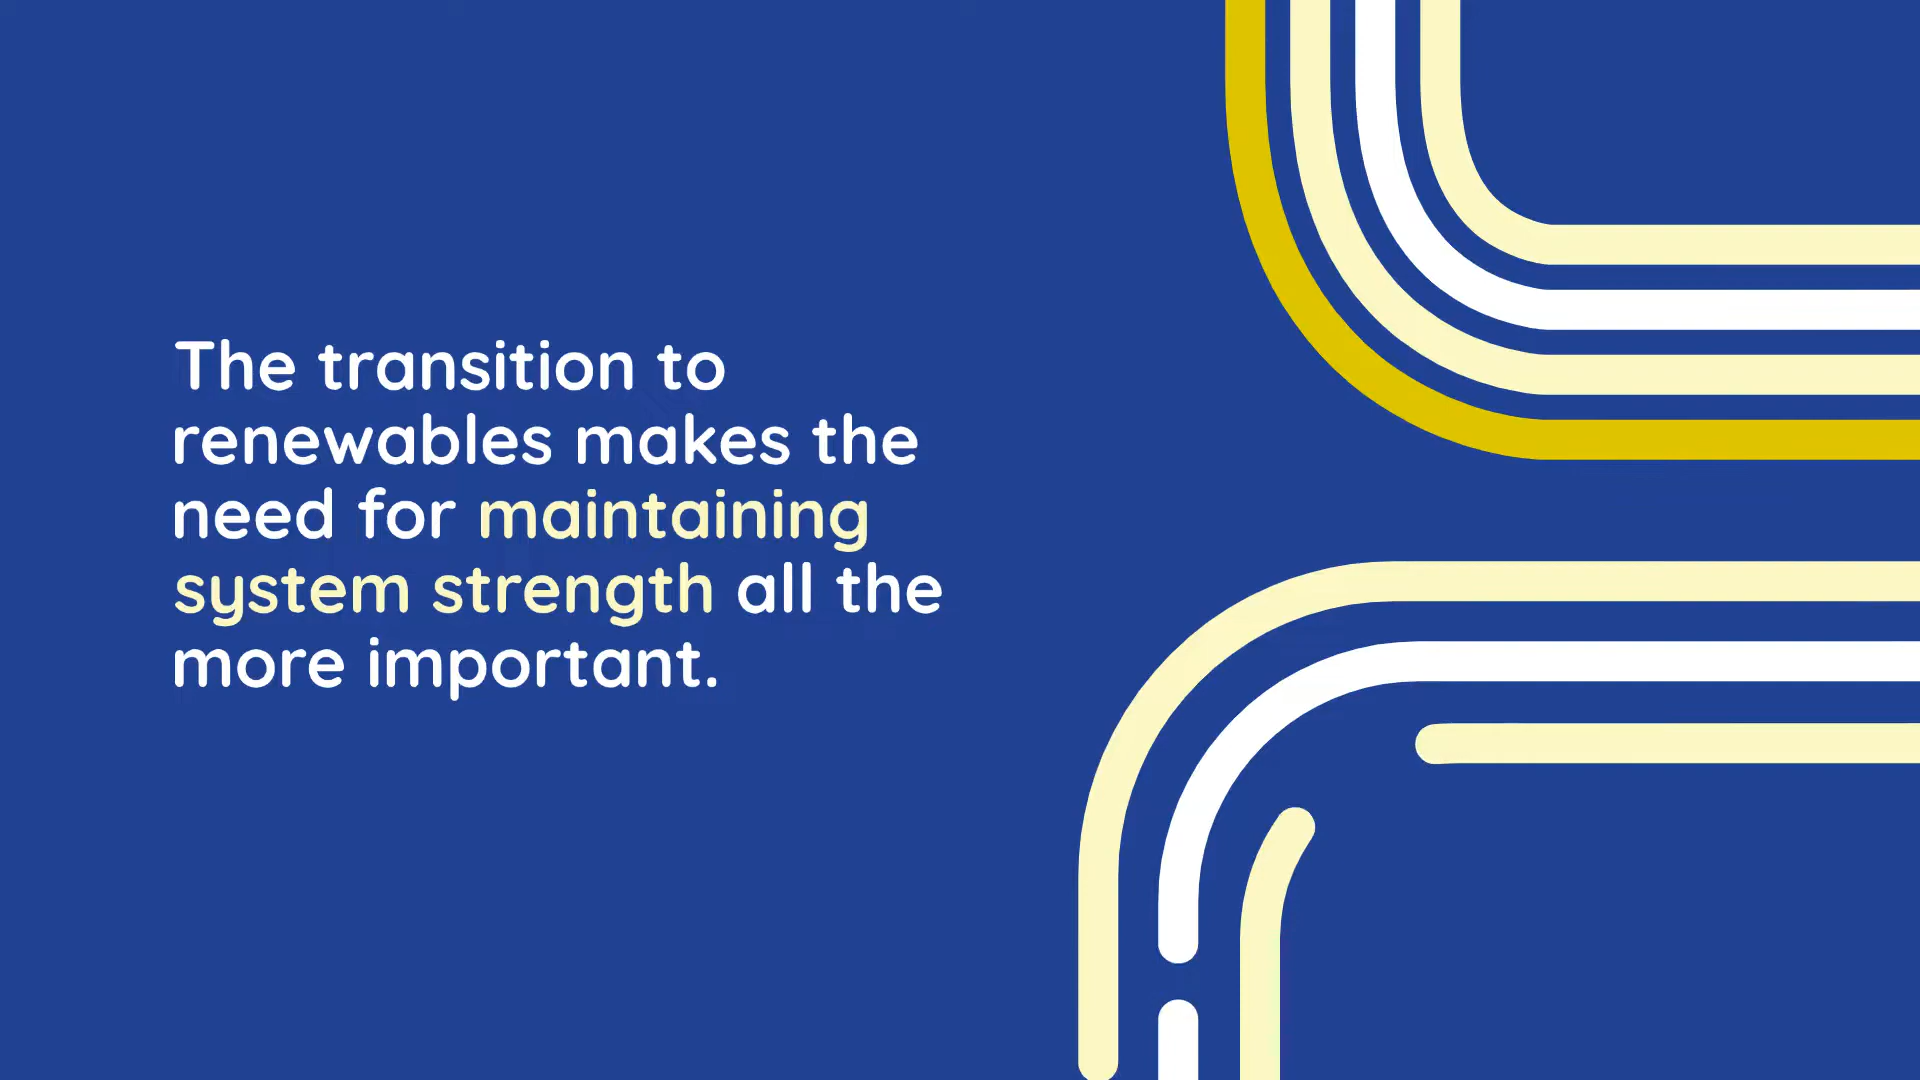 The transition to
renewables makes the
need for maintaining
system strength all the
more important.